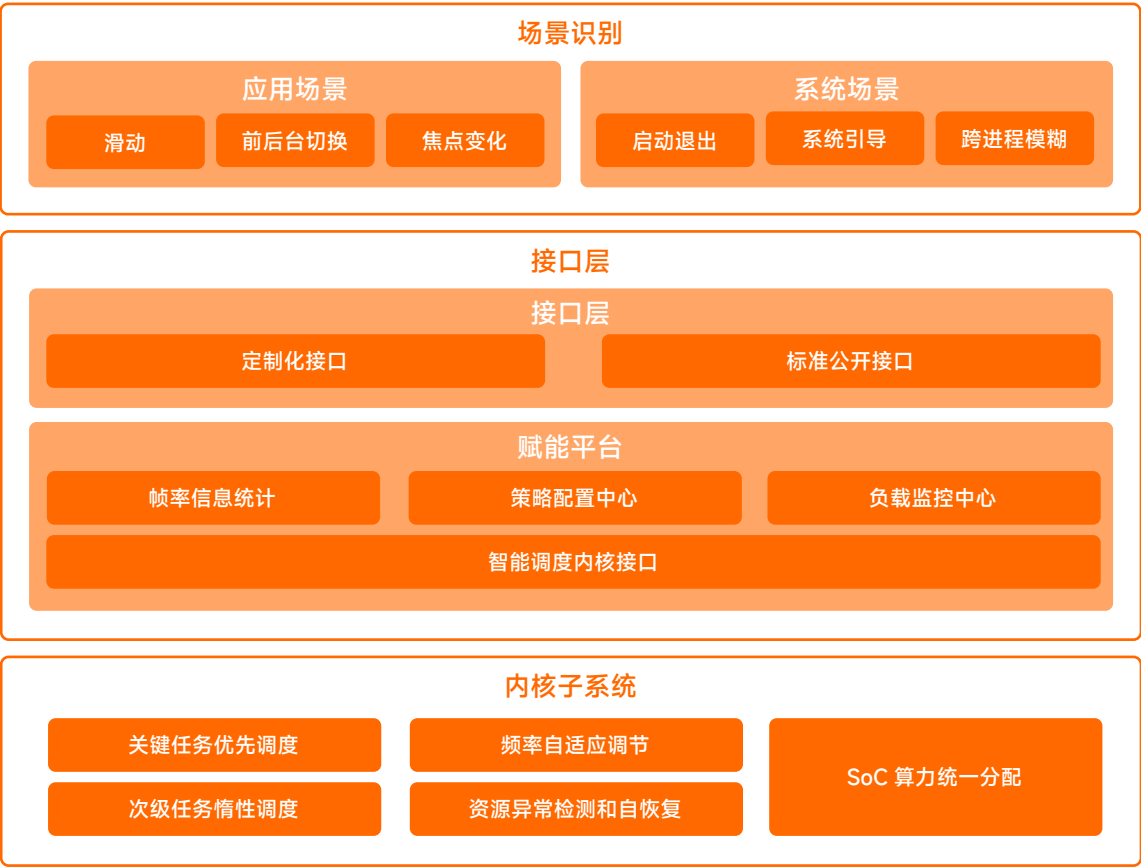 场景识别
应用场景
滑动
前后台切换
焦点变化
系统场景
启动退出
系统引导
跨进程模糊
接口层
接口层
定制化接口
标准公开接口
赋能平台
帧率信息统计
策略配置中心
负载监控中心
智能调度内核接口
内核子系统
关键任务优先调度
频率自适应调节
SoC 算力统一分配
次级任务惰性调度
资源异常检测和自恢复